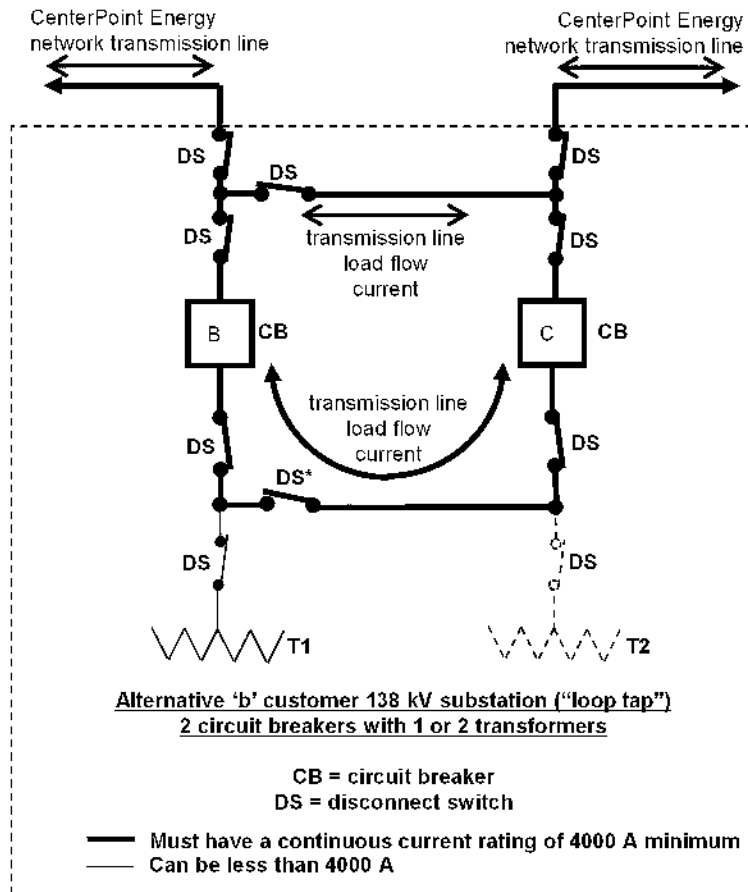 CenterPoint Energy
network transmission line
CenterPoint Energy
network transmission line
DS
DS
DS
transmission line
load flow
current
DS
DS
B
CB
C
CB
transmission line
load flow
current
DS
DS
DS*
DS
DS
T1
T2
Alternative ‘b’ customer 138 kV substation (“loop tap”)
2 circuit breakers with 1 or 2 transformers
CB = circuit breaker
DS = disconnect switch
Must have a continuous current rating of 4000 A minimum
Can be less than 4000 A